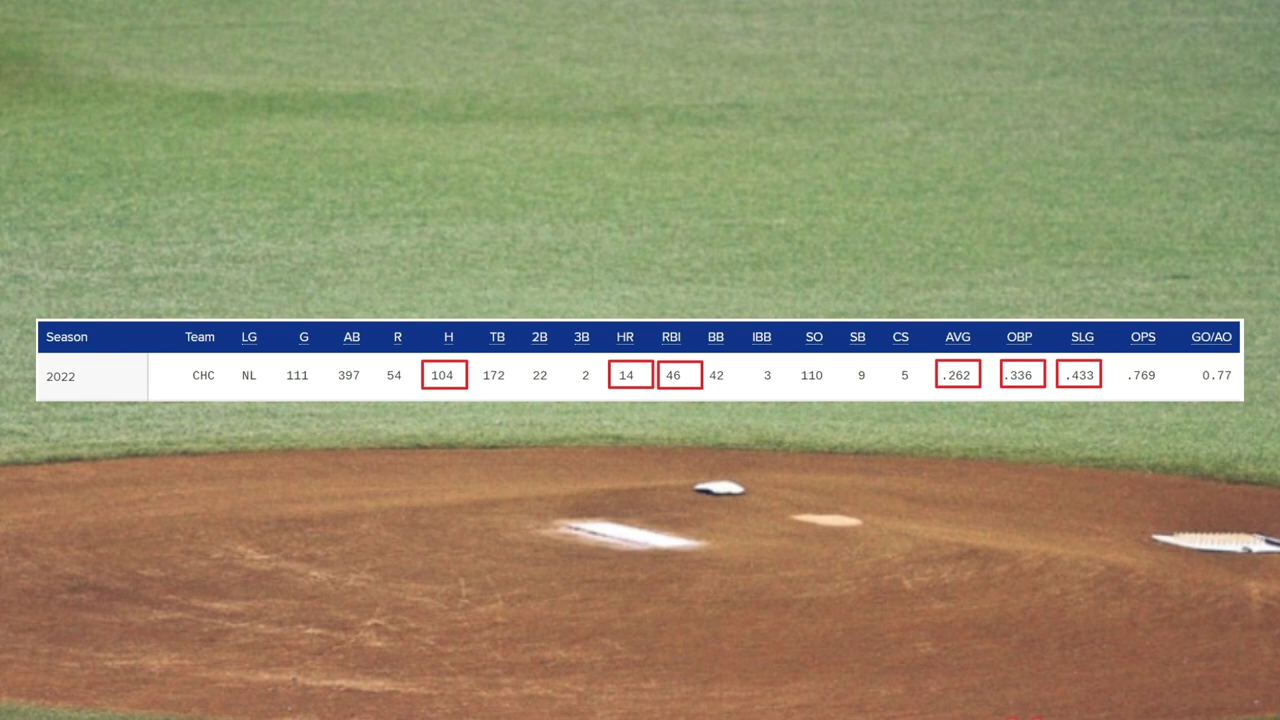 Season Team LG G AB R H TB 2B 3B HR RBI BB IBB SO SB CS AVG OBP SLG OPS GO/AO
2022 CHC NL 111 397 54 104 172 22 2 14 46 42 3 110 9 5 .262 .336 .433 .769 0.77